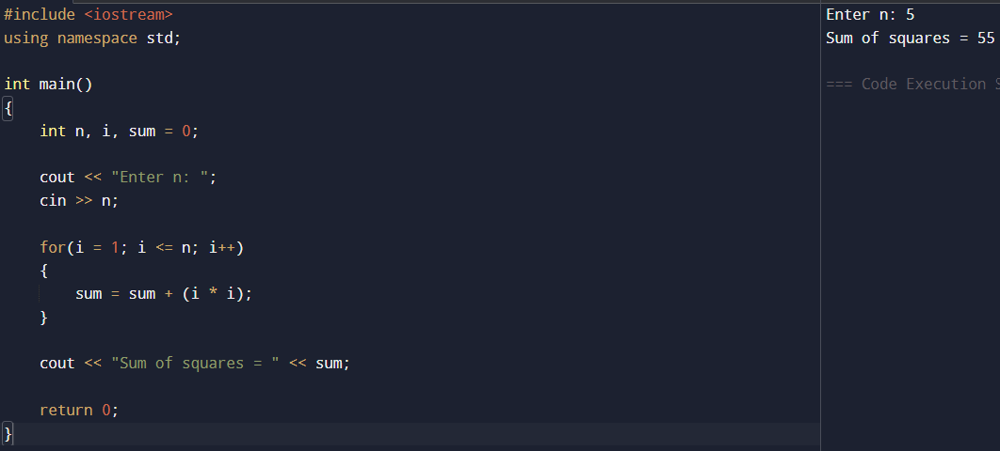 #include <iostream>
using namespace std;
int main()
{
    int n, i, sum = 0;
    cout << "Enter n: ";
    cin >> n;
    for(i = 1; i <= n; i++)
    {
        sum = sum + (i * i);
    }
    cout << "Sum of squares = " << sum;
    return 0;
}
Enter n: 5
Sum of squares = 55
=== Code Execution